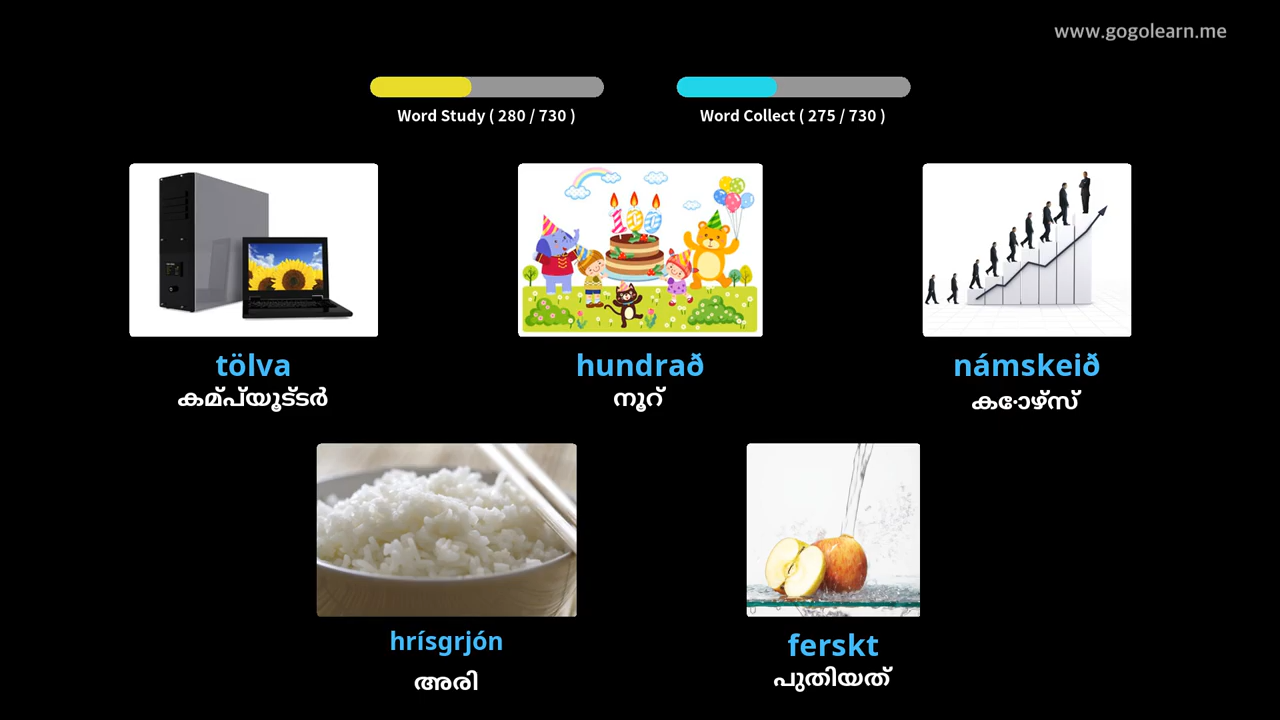 www.gogolearn.me
Word Study ( 280 / 730 )
Word Collect ( 275 / 730 )
tölva
കമ്പ്യൂട്ടർ
hundrað
നൂറ്
100
námskeið
കോഴ്സ്
hrísgrjón
അരി
ferskt
പുതിയത്